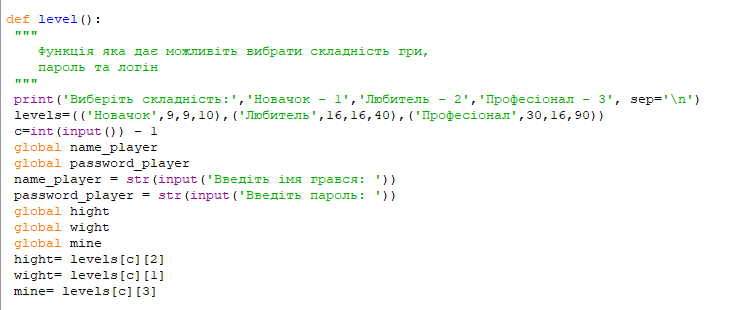 def level():
"""
функція яка дає можливіть вибрати складність гри,
пароль та логін
"""
print('Виберіть складність:','Новачок - 1','Любитель - 2','Професіонал - 3', sep='\n')
levels=(('Новачок',9,9,10),('Любитель',16,16,40),('Професіонал',30,16,90))
c=int(input()) - 1
global name_player
global password_player
name_player = str(input('Введіть імя грався: '))
password_player = str(input('Введіть пароль: '))
global hight
global wight
global mine
hight= levels[c][2]
wight= levels[c][1]
mine= levels[c][3]